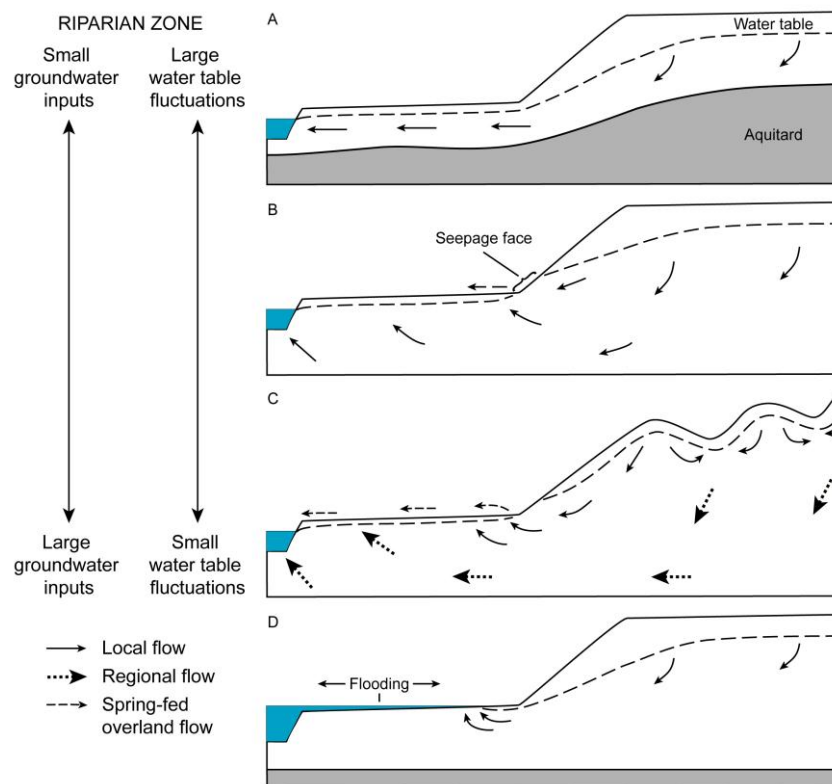 RIPARIAN ZONE
Small
groundwater
inputs
Large
water table
fluctuations
Large
groundwater
inputs
Small
water table
fluctuations
Local flow
Regional flow
Spring-fed
overland flow
A
Water table
Aquitard
B
Seepage face
C
D
Flooding